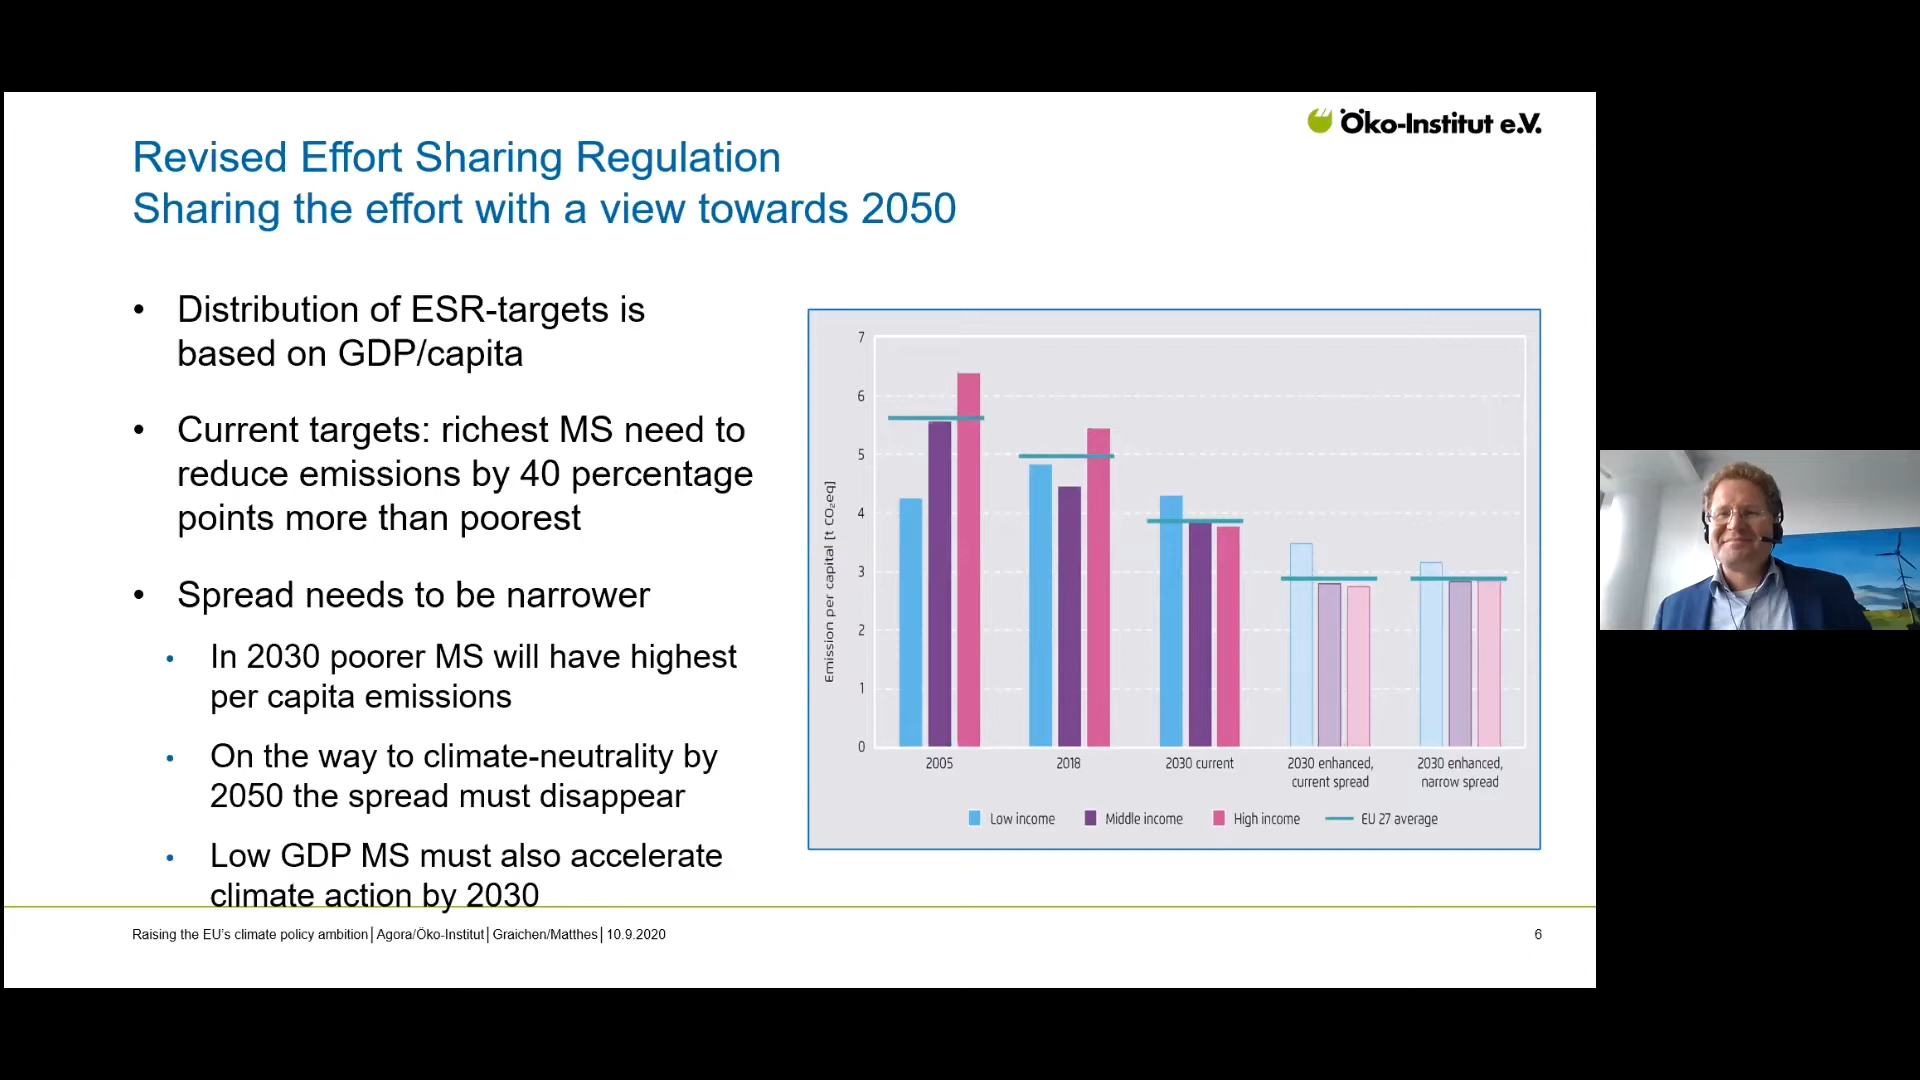 Öko-Institut e.V.
Revised Effort Sharing Regulation
Sharing the effort with a view towards 2050
• Distribution of ESR-targets is
based on GDP/capita
• Current targets: richest MS need to
reduce emissions by 40 percentage
points more than poorest
• Spread needs to be narrower
• In 2030 poorer MS will have highest
per capita emissions
• On the way to climate-neutrality by
2050 the spread must disappear
• Low GDP MS must also accelerate
climate action by 2030
Emission per capital [t CO₂eq]
7
6
5
4
3
2
1
0
2005
2018
2030 current
2030 enhanced,
current spread
2030 enhanced,
narrow spread
Low income
Middle income
High income
EU 27 average
Raising the EU's climate policy ambition│Agora/Öko-Institut│Graichen/Matthes│10.9.2020
6